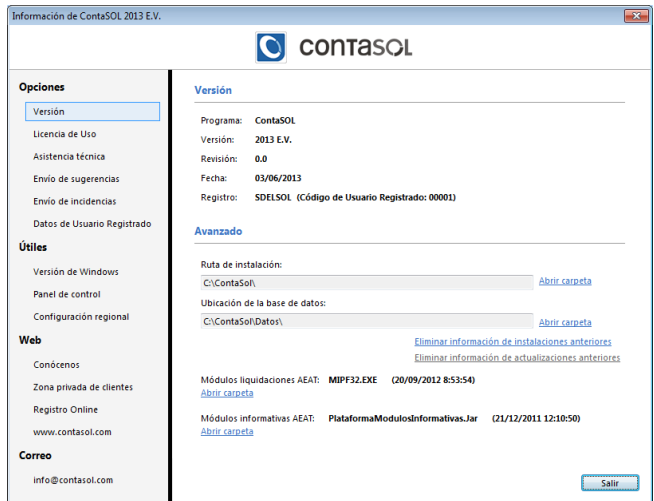 Información de ContaSOL 2013 E.V.
contasol
Opciones
Versión
Licencia de Uso
Asistencia técnica
Envío de sugerencias
Envío de incidencias
Datos de Usuario Registrado
Útiles
Versión de Windows
Panel de control
Configuración regional
Web
Conócenos
Zona privada de clientes
Registro Online
www.contasol.com
Correo
info@contasol.com
Versión
Programa: ContaSOL
Versión: 2013 E.V.
Revisión: 0.0
Fecha: 03/06/2013
Registro: SDELSOL (Código de Usuario Registrado: 00001)
Avanzado
Ruta de instalación:
C:\ContaSol\ Abrir carpeta
Ubicación de la base de datos:
C:\ContaSol\Datos\ Abrir carpeta
Eliminar información de instalaciones anteriores
Eliminar información de actualizaciones anteriores
Módulos liquidaciones AEAT: MIPF32.EXE (20/09/2012 8:53:54)
Abrir carpeta
Módulos informativas AEAT: PlataformaModulosInformativas.Jar (21/12/2011 12:10:50)
Abrir carpeta
Salir